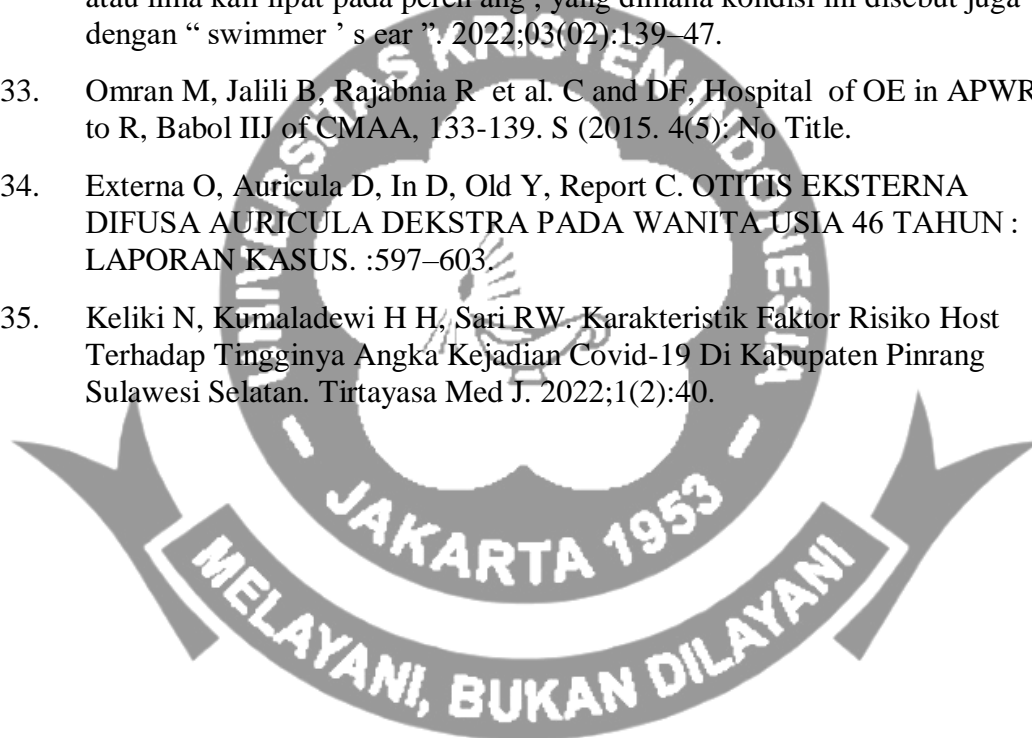 atau lima kali lipat pada peren ang , yang dimana kondisi ini disebut juga
dengan “ swimmer ’ s ear ”. 2022;03(02):139–47.
33. Omran M, Jalili B, Rajabnia R et al. C and DF, Hospital of OE in APWR
to R, Babol IIJ of CMAA, 133-139. S (2015. 4(5): No Title.
34. Externa O, Auricula D, In D, Old Y, Report C. OTITIS EKSTERNA
DIFUSA AURICULA DEKSTRA PADA WANITA USIA 46 TAHUN :
LAPORAN KASUS. :597–603.
35. Keliki N, Kumaladewi H H, Sari RW. Karakteristik Faktor Risiko Host
Terhadap Tingginya Angka Kejadian Covid-19 Di Kabupaten Pinrang
Sulawesi Selatan. Tirtayasa Med J. 2022;1(2):40.
UNIVERSITAS KRISTEN INDONESIA
- JAKARTA 1953 -
MELAYANI, BUKAN DILAYANI